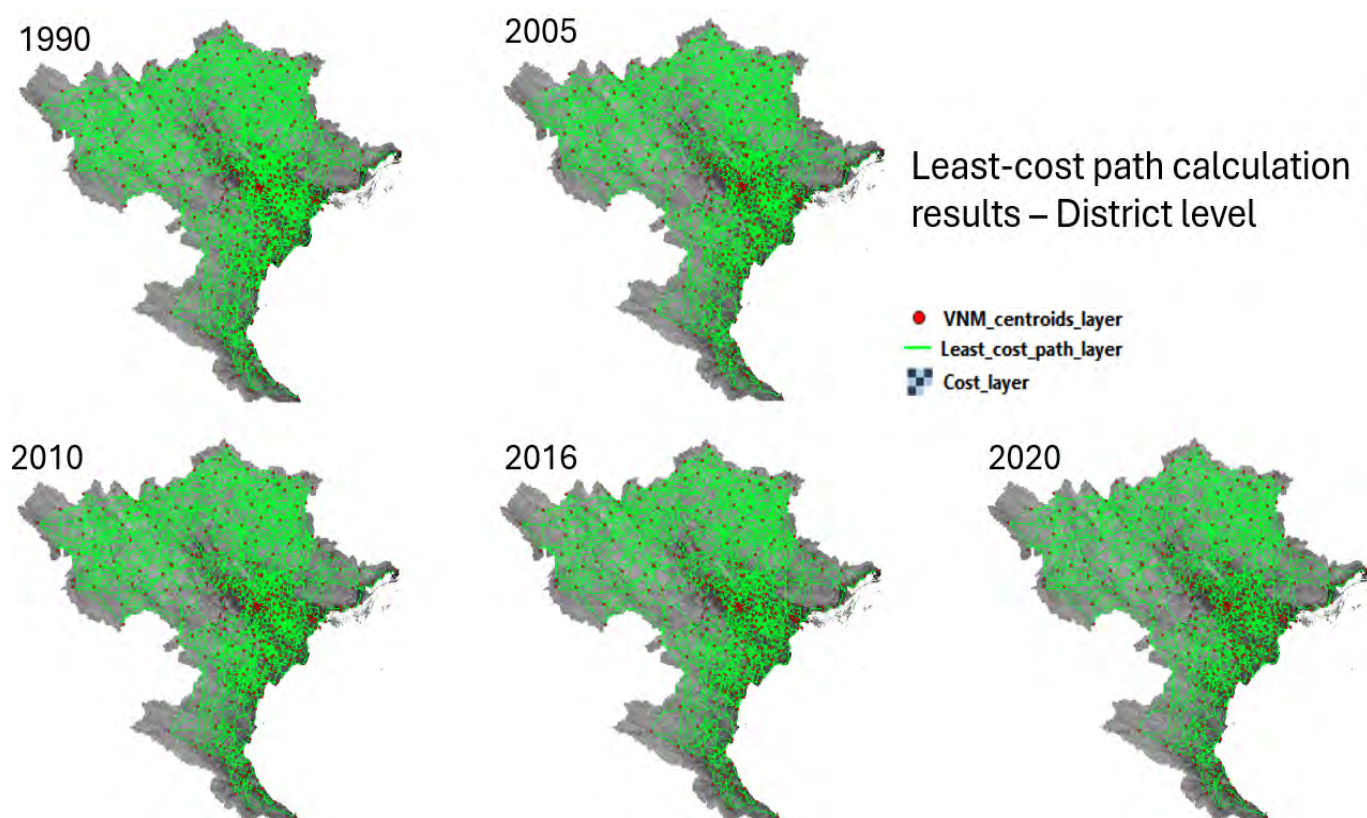 1990
2005
Least-cost path calculation
results – District level
VNM_centroids_layer
Least_cost_path_layer
Cost_layer
2010
2016
2020